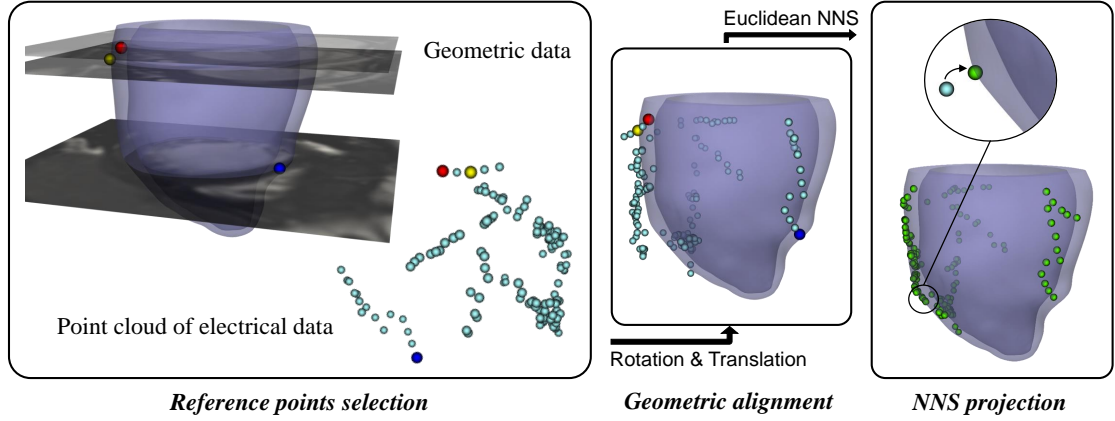 Geometric data
Point cloud of electrical data
Reference points selection
Euclidean NNS
Rotation & Translation
Geometric alignment
NNS projection